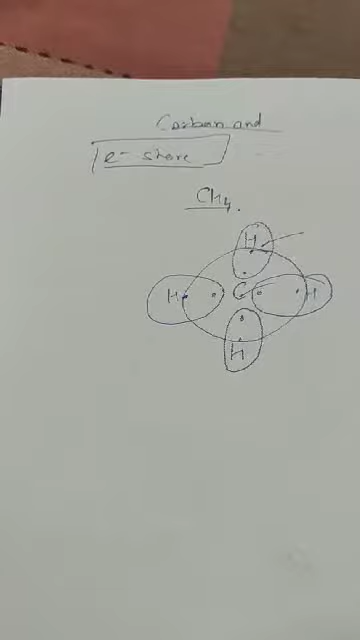 Carbon and
e- share
CH4.
H
H C H
H